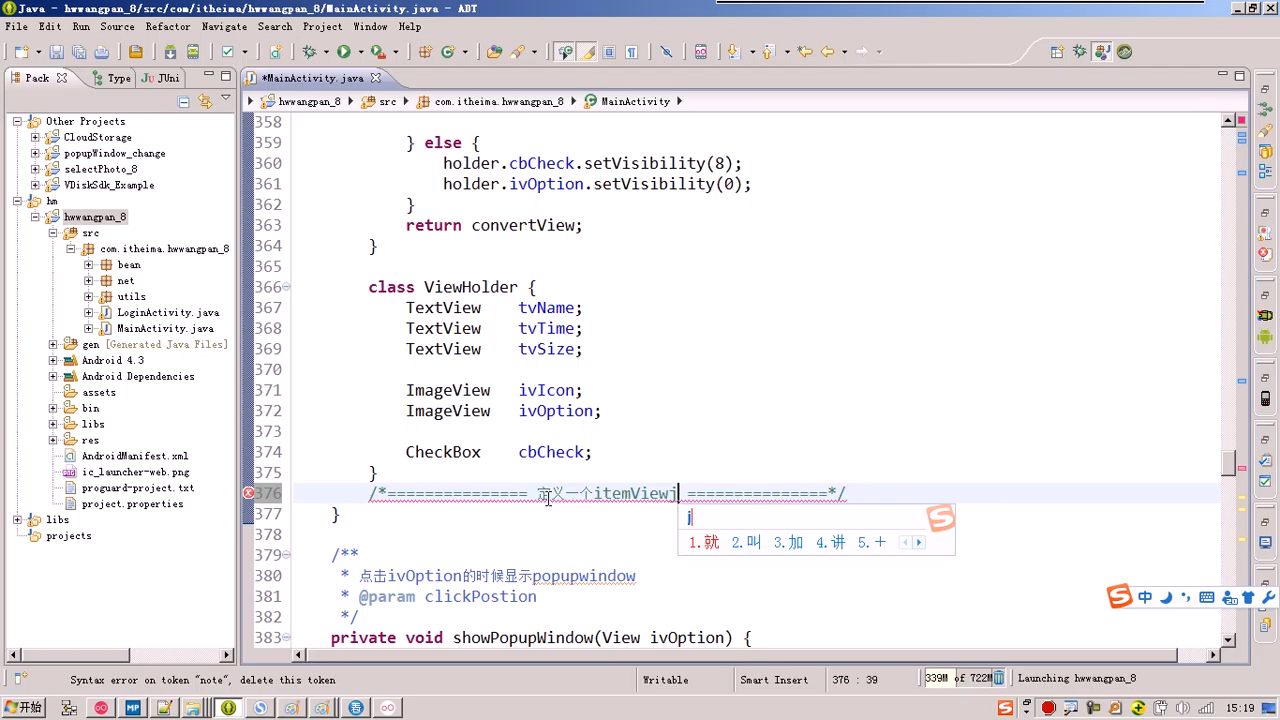 Java - hwwangpan_8/src/com/itheima/hwwangpan_8/MainActivity.java - ADT
File Edit Run Source Refactor Navigate Search Project Window Help
Pack Type JUni
*MainActivity.java
hwwangpan_8 src com.itheima.hwwangpan_8 MainActivity
Other Projects
CloudStorage
popupWindow_change
selectPhoto_8
VDiskSdk_Example
hm
hwwangpan_8
src
com.itheima.hwwangpan_8
bean
net
utils
LoginActivity.java
MainActivity.java
gen [Generated Java Files]
Android 4.3
Android Dependencies
assets
bin
libs
res
AndroidManifest.xml
ic_launcher-web.png
proguard-project.txt
project.properties
libs
projects
358
359 } else {
360 holder.cbCheck.setVisibility(8);
361 holder.ivOption.setVisibility(0);
362 }
363 return convertView;
364 }
365
366 class ViewHolder {
367 TextView tvName;
368 TextView tvTime;
369 TextView tvSize;
370
371 ImageView ivIcon;
372 ImageView ivOption;
373
374 CheckBox cbCheck;
375 }
376 /*=============== 定义一个itemViewj ===============*/
j
1.就 2.叫 3.加 4.讲 5.十
377 }
378
379 /**
380 * 点击ivOption的时候显示popupwindow
381 * @param clickPostion
382 */
383 private void showPopupWindow(View ivOption) {
中
Syntax error on token "note", delete this token Writable Smart Insert 376 : 39 339M of 722M Launching hwwangpan_8
开始 MP 15:19